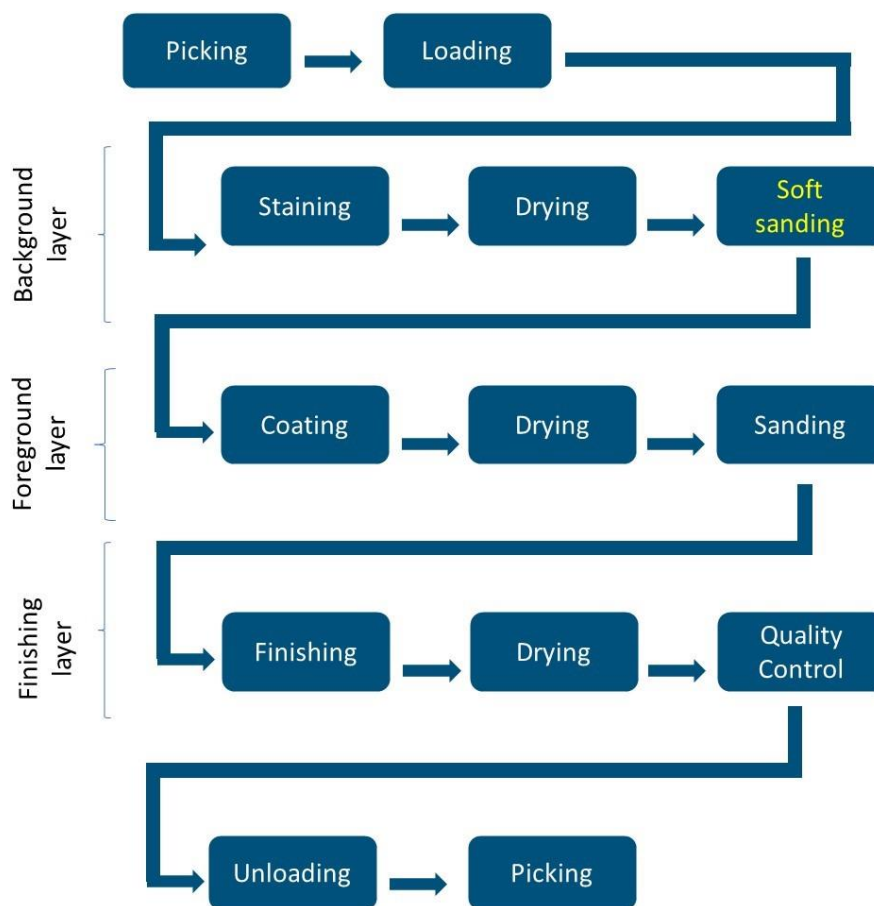 Picking
Loading
Background
layer
Staining
Drying
Soft
sanding
Foreground
layer
Coating
Drying
Sanding
Finishing
layer
Finishing
Drying
Quality
Control
Unloading
Picking